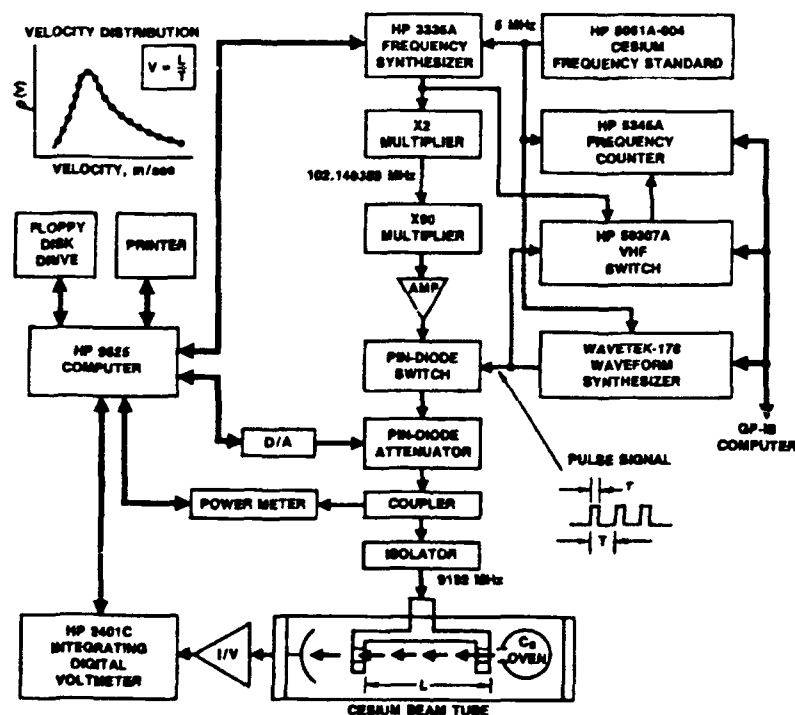 VELOCITY DISTRIBUTION
V = L/T
ρ(V)
VELOCITY, m/sec
HP 3335A
FREQUENCY
SYNTHESIZER
5 MHz
HP 5061A-004
CESIUM
FREQUENCY STANDARD
X2
MULTIPLIER
HP 5345A
FREQUENCY
COUNTER
102.146389 MHz
X90
MULTIPLIER
HP 59307A
VHF
SWITCH
FLOPPY
DISK
DRIVE
PRINTER
AMP
HP 9825
COMPUTER
PIN-DIODE
SWITCH
WAVETEK-178
WAVEFORM
SYNTHESIZER
D/A
PIN-DIODE
ATTENUATOR
GP-IB
COMPUTER
PULSE SIGNAL
τ
T
POWER METER
COUPLER
ISOLATOR
9192 MHz
HP 3401C
INTEGRATING
DIGITAL
VOLTMETER
I/V
Cs
OVEN
L
CESIUM BEAM TUBE